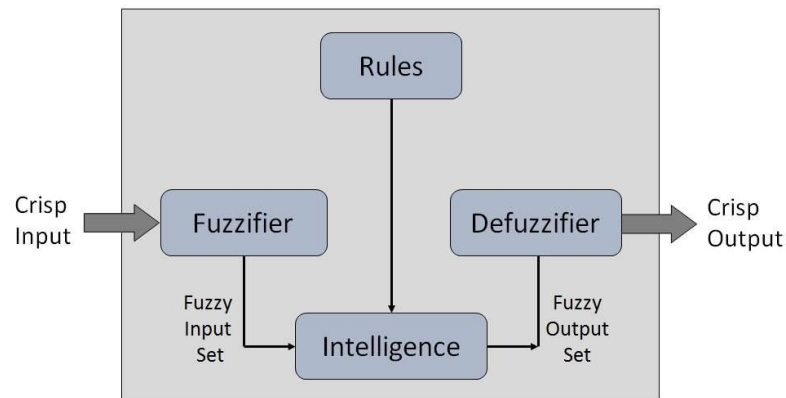 Rules
Crisp
Input
Fuzzifier
Defuzzifier
Crisp
Output
Fuzzy
Input
Set
Intelligence
Fuzzy
Output
Set